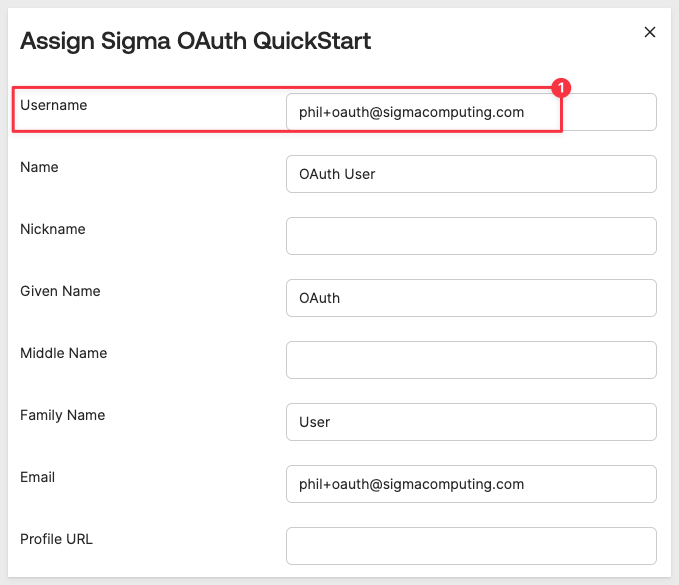 Assign Sigma OAuth QuickStart
1
Username
phil+oauth@sigmacomputing.com
Name
OAuth User
Nickname
Given Name
OAuth
Middle Name
Family Name
User
Email
phil+oauth@sigmacomputing.com
Profile URL